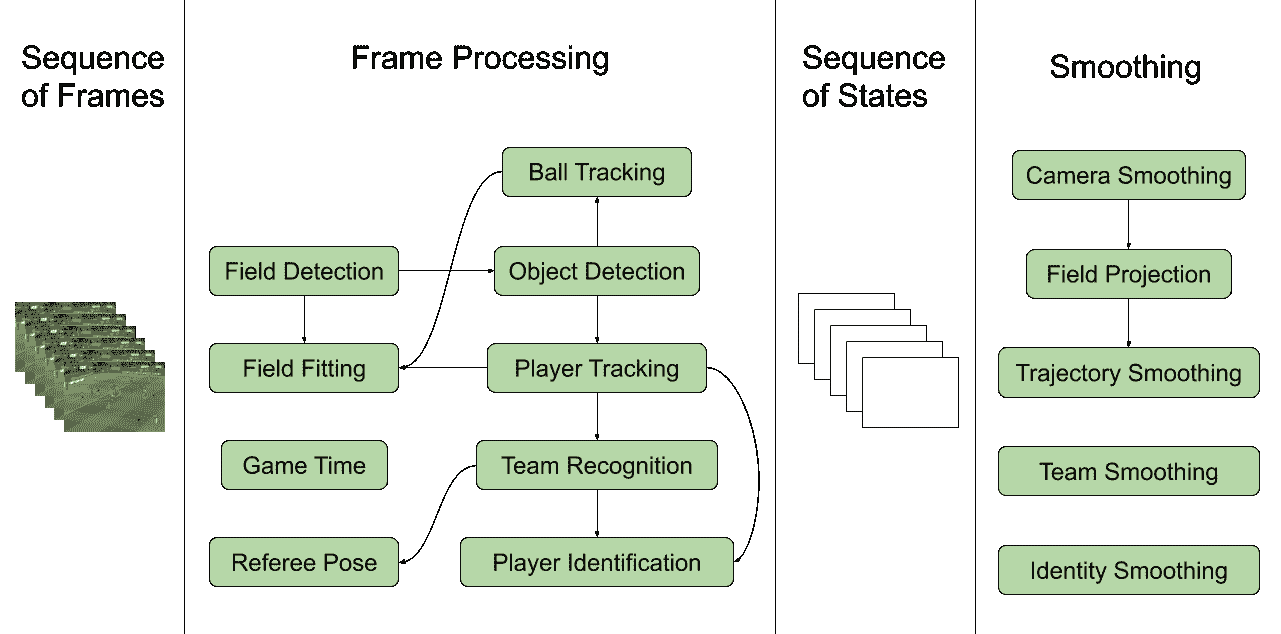 Sequence
of Frames
Frame Processing
Ball Tracking
Field Detection
Object Detection
Field Fitting
Player Tracking
Game Time
Team Recognition
Referee Pose
Player Identification
Sequence
of States
Smoothing
Camera Smoothing
Field Projection
Trajectory Smoothing
Team Smoothing
Identity Smoothing